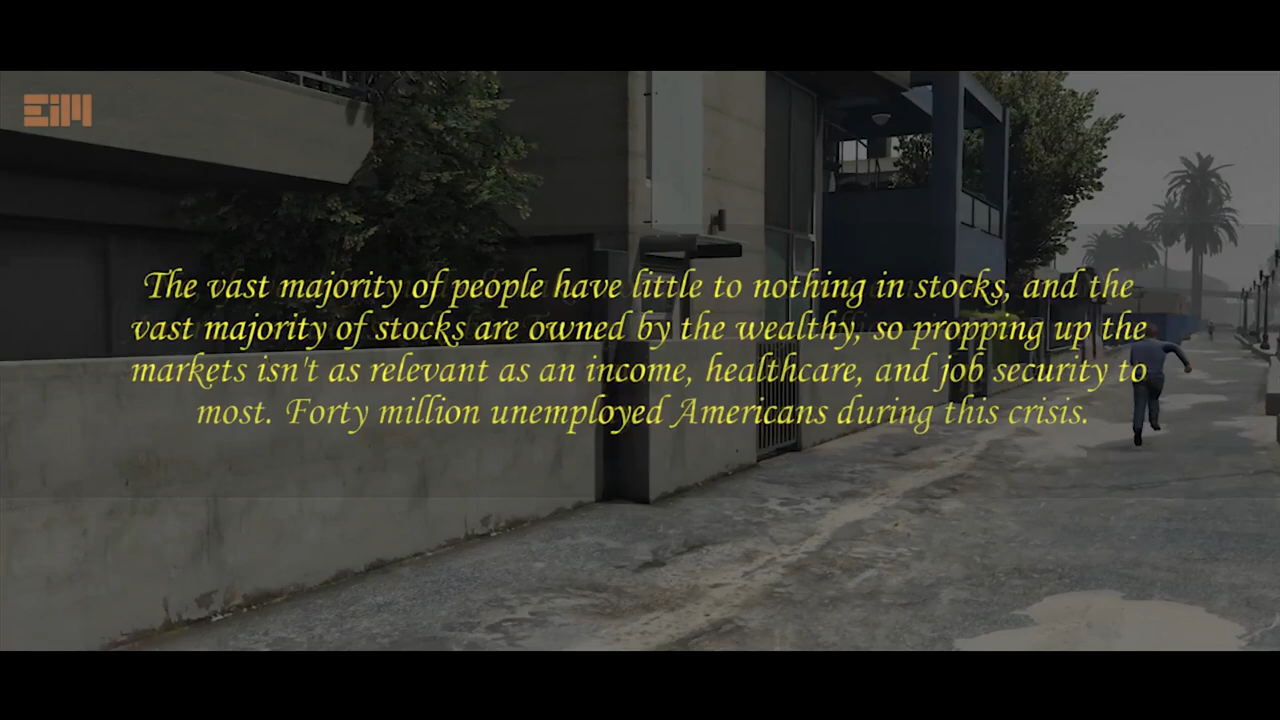 EiM
The vast majority of people have little to nothing in stocks, and the
vast majority of stocks are owned by the wealthy, so propping up the
markets isn't as relevant as an income, healthcare, and job security to
most. Forty million unemployed Americans during this crisis.